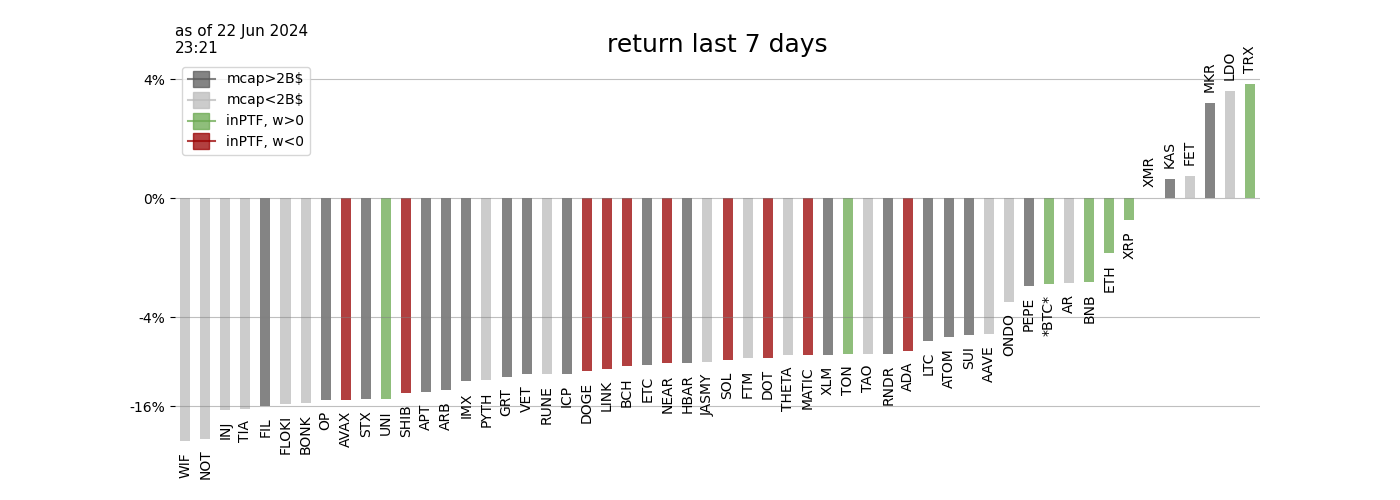 as of 22 Jun 2024
23:21
return last 7 days
mcap>2B$
mcap<2B$
inPTF, w>0
inPTF, w<0
4%
0%
-4%
-16%
WIF
NOT
INJ
TIA
FIL
FLOKI
BONK
OP
AVAX
STX
UNI
SHIB
APT
ARB
IMX
PYTH
GRT
VET
RUNE
ICP
DOGE
LINK
BCH
ETC
NEAR
HBAR
JASMY
SOL
FTM
DOT
THETA
MATIC
XLM
TON
TAO
RNDR
ADA
LTC
ATOM
SUI
AAVE
ONDO
PEPE
*BTC*
AR
BNB
ETH
XRP
XMR
KAS
FET
MKR
LDO
TRX